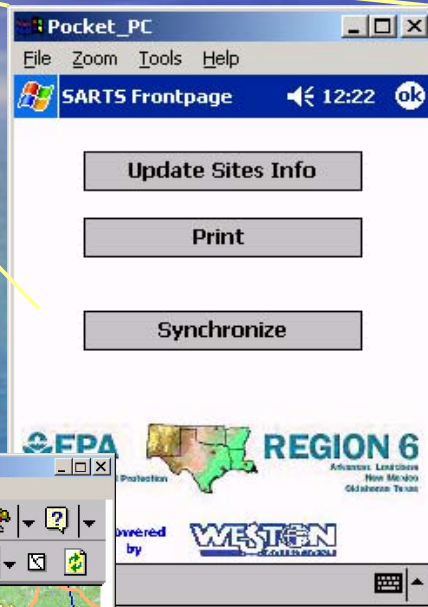 Pocket_PC
File Zoom Tools Help
SARTS Frontpage 12:22 ok
Update Sites Info
Print
Synchronize
EPA
Protection
REGION 6
Arkansas Louisiana
New Mexico
Oklahoma Texas
owered
by
WESTON